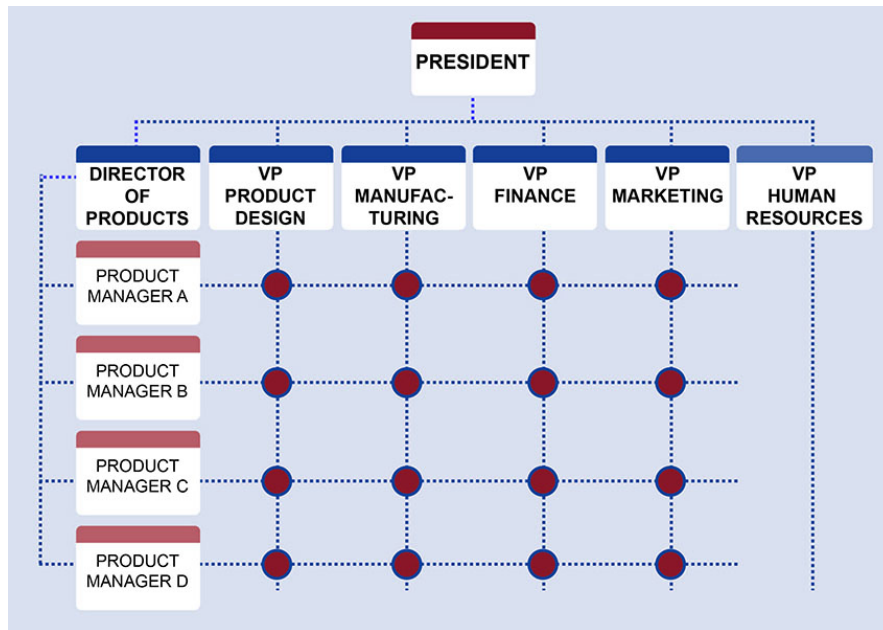 PRESIDENT
DIRECTOR
OF
PRODUCTS
VP
PRODUCT
DESIGN
VP
MANUFAC-
TURING
VP
FINANCE
VP
MARKETING
VP
HUMAN
RESOURCES
PRODUCT
MANAGER A
PRODUCT
MANAGER B
PRODUCT
MANAGER C
PRODUCT
MANAGER D